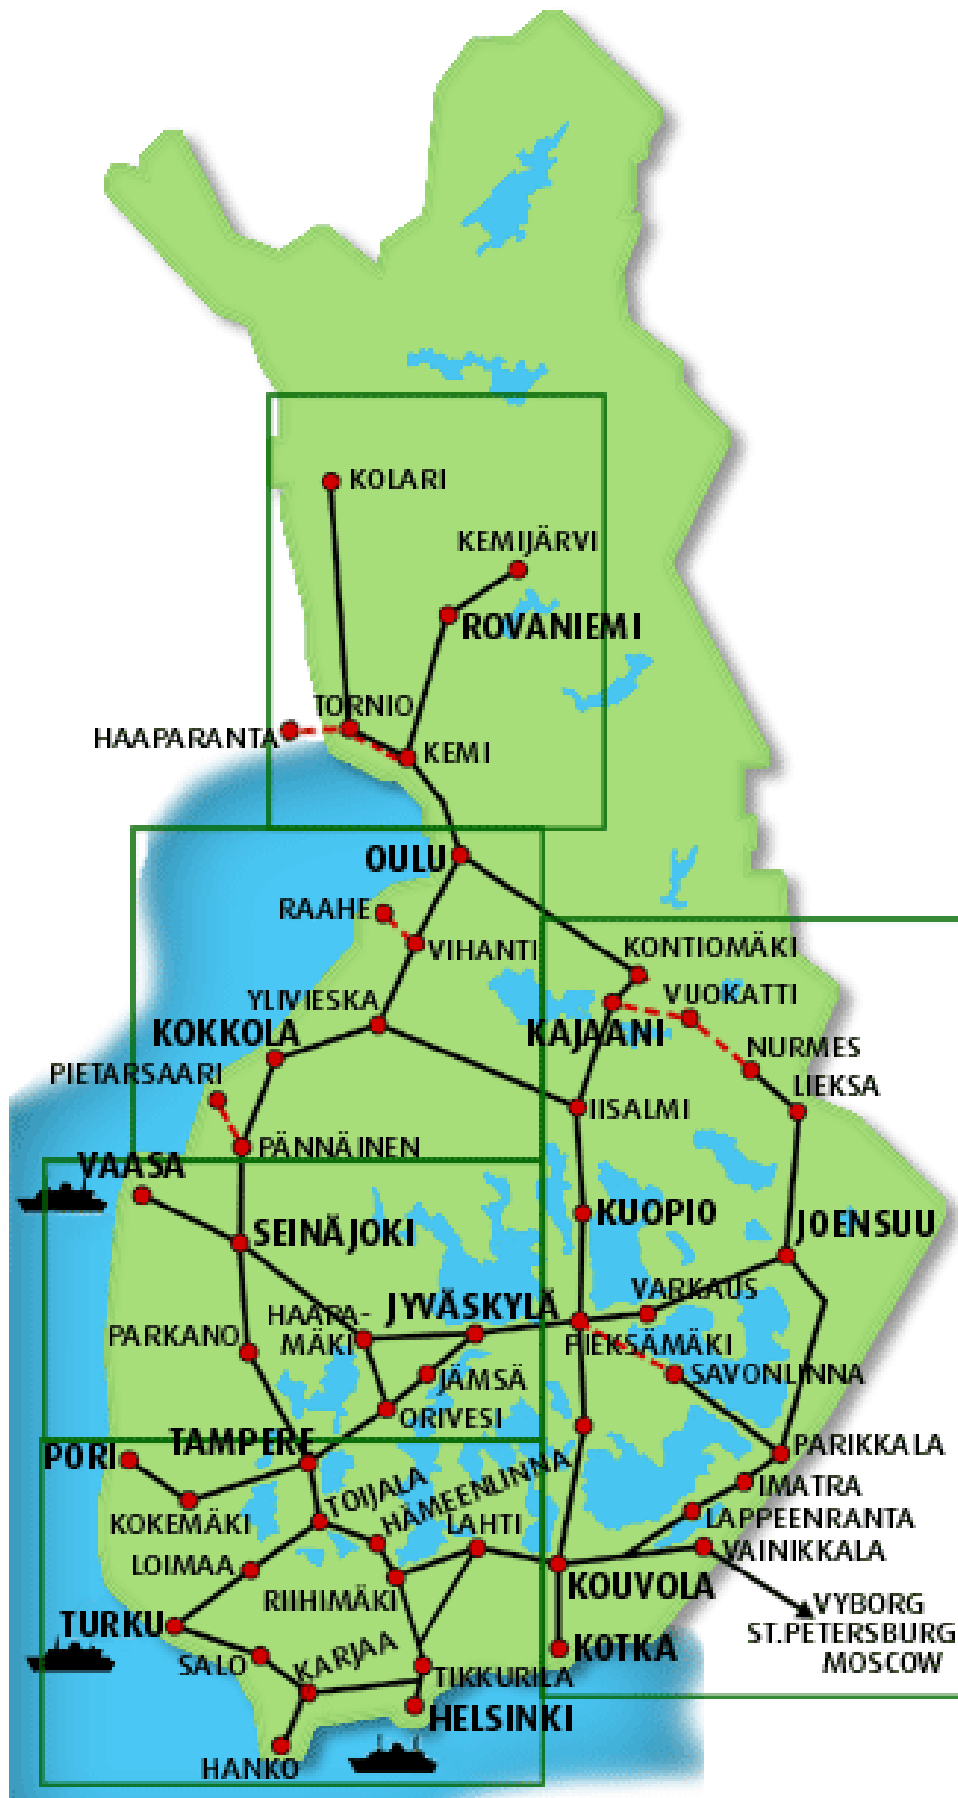 KOLARI
KEMIJÄRVI
ROVANIEMI
TORNIO
HAAPARANTA
KEMI
OULU
RAAHE
VIHANTI
KONTIOMÄKI
YLIVIESKA
VUOKATTI
KOKKOLA
KAJAANI
NURMES
PIETARSAARI
LIEKSA
IISALMI
PÄNNÄINEN
VAASA
KUOPIO
JOENSUU
SEINÄJOKI
VARKAUS
JYVÄSKYLÄ
HAAPA-
MÄKI
PARKANO
PIEKSÄMÄKI
JÄMSÄ
SAVONLINNA
ORIVESI
TAMPERE
PORI
PARIKKALA
TOIJALA
HÄMEENLINNA
IMATRA
KOKEMÄKI
LAHTI
LAPPEENRANTA
LOIMAA
VAINIKKALA
RIIHIMÄKI
KOUVOLA
TURKU
VYBORG
ST.PETERSBURG
MOSCOW
SALO
KARJAA
KOTKA
TIKKURILA
HELSINKI
HANKO